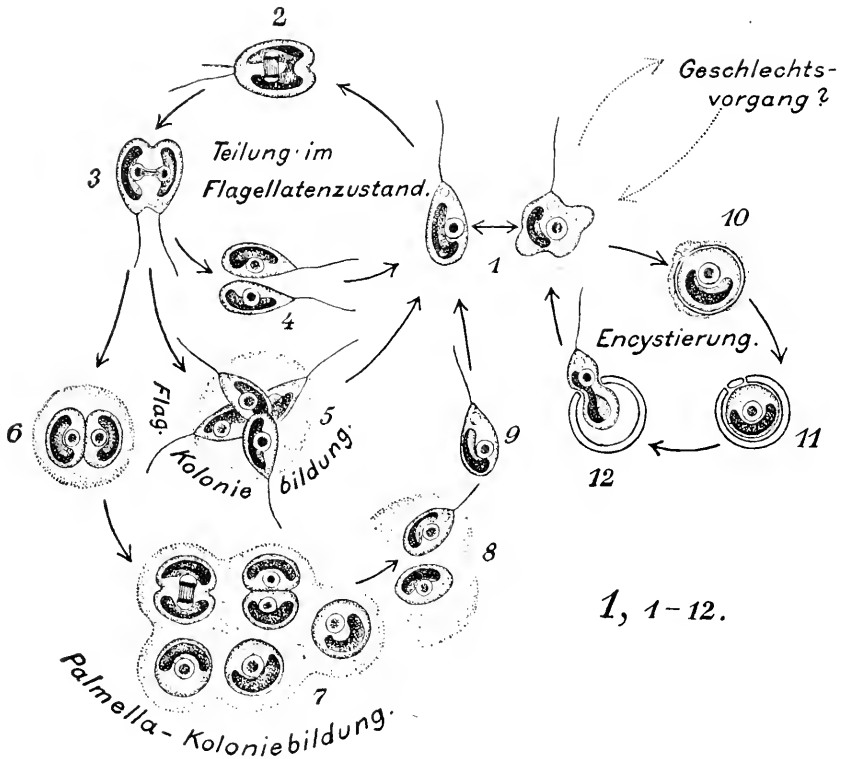 2
Geschlechts-
vorgang?
3
Teilung im
Flagellatenzustand.
10
1
4
Encystierung.
6
Flag.
Kolonie bildung.
5
9
12
11
8
1, 1-12.
7
Palmella-Koloniebildung.